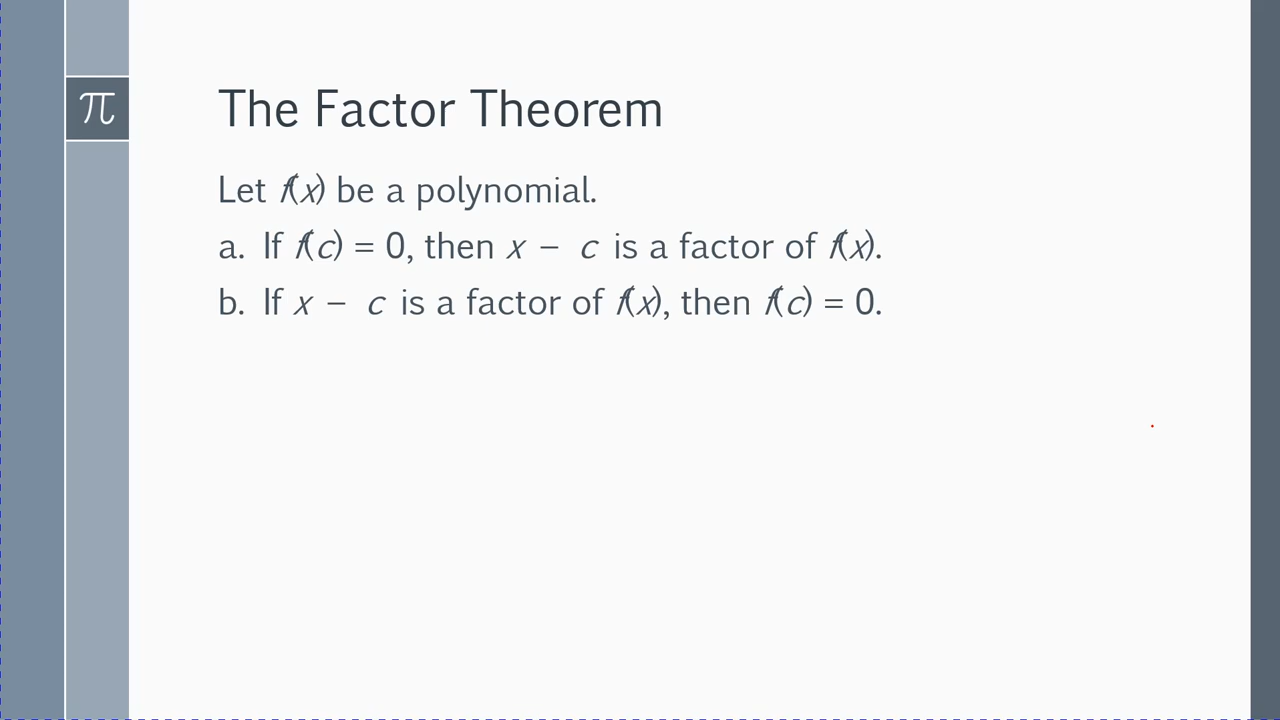 π
The Factor Theorem
Let f(x) be a polynomial.
a. If f(c) = 0, then x − c is a factor of f(x).
b. If x − c is a factor of f(x), then f(c) = 0.